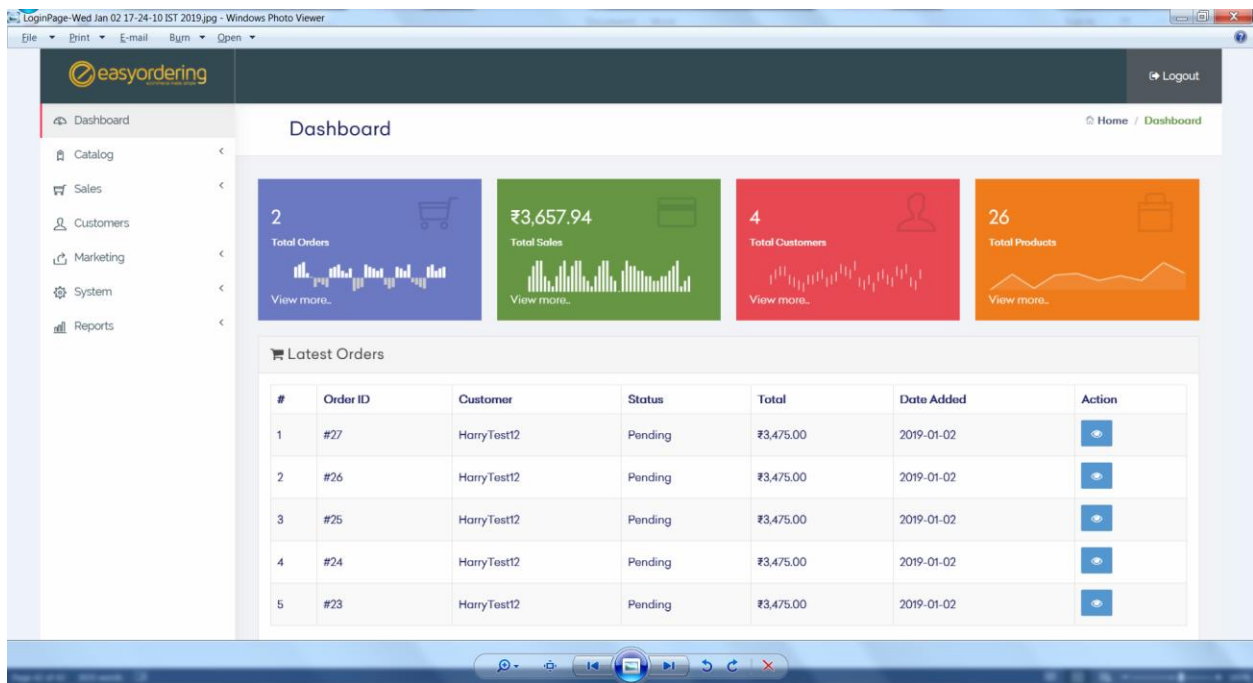 LoginPage-Wed Jan 02 17-24-10 IST 2019.jpg - Windows Photo Viewer
File Print E-mail Burn Open
easyordering
Logout
Dashboard
Catalog
Sales
Customers
Marketing
System
Reports
Dashboard
Home / Dashboard
2
Total Orders
View more..
₹3,657.94
Total Sales
View more..
4
Total Customers
View more..
26
Total Products
View more..
Latest Orders
# Order ID Customer Status Total Date Added Action
1 #27 HarryTest12 Pending ₹3,475.00 2019-01-02
2 #26 HarryTest12 Pending ₹3,475.00 2019-01-02
3 #25 HarryTest12 Pending ₹3,475.00 2019-01-02
4 #24 HarryTest12 Pending ₹3,475.00 2019-01-02
5 #23 HarryTest12 Pending ₹3,475.00 2019-01-02